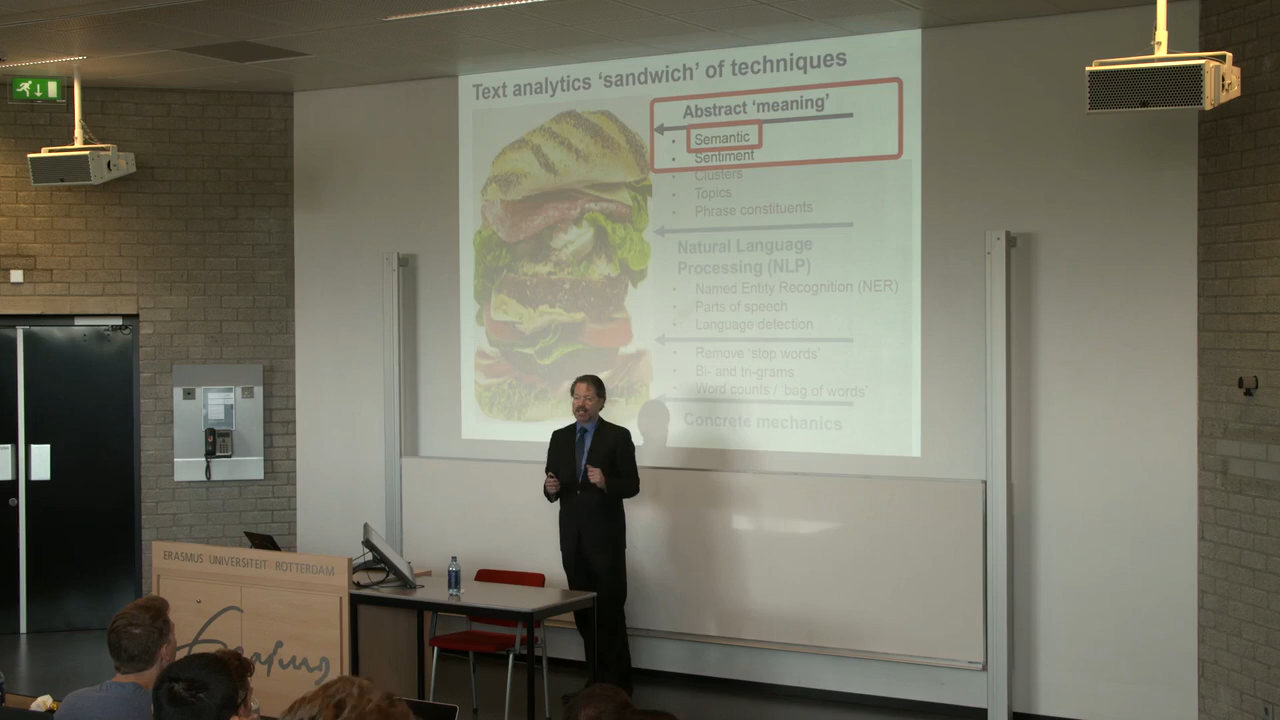 Text analytics ‘sandwich’ of techniques
Abstract ‘meaning’
• Semantic
• Sentiment
• Clusters
• Topics
• Phrase constituents
Natural Language
Processing (NLP)
• Named Entity Recognition (NER)
• Parts of speech
• Language detection
• Remove ‘stop words’
• Bi- and tri-grams
• Word counts / ‘bag of words’
Concrete mechanics
ERASMUS UNIVERSITEIT ROTTERDAM
Erasmus